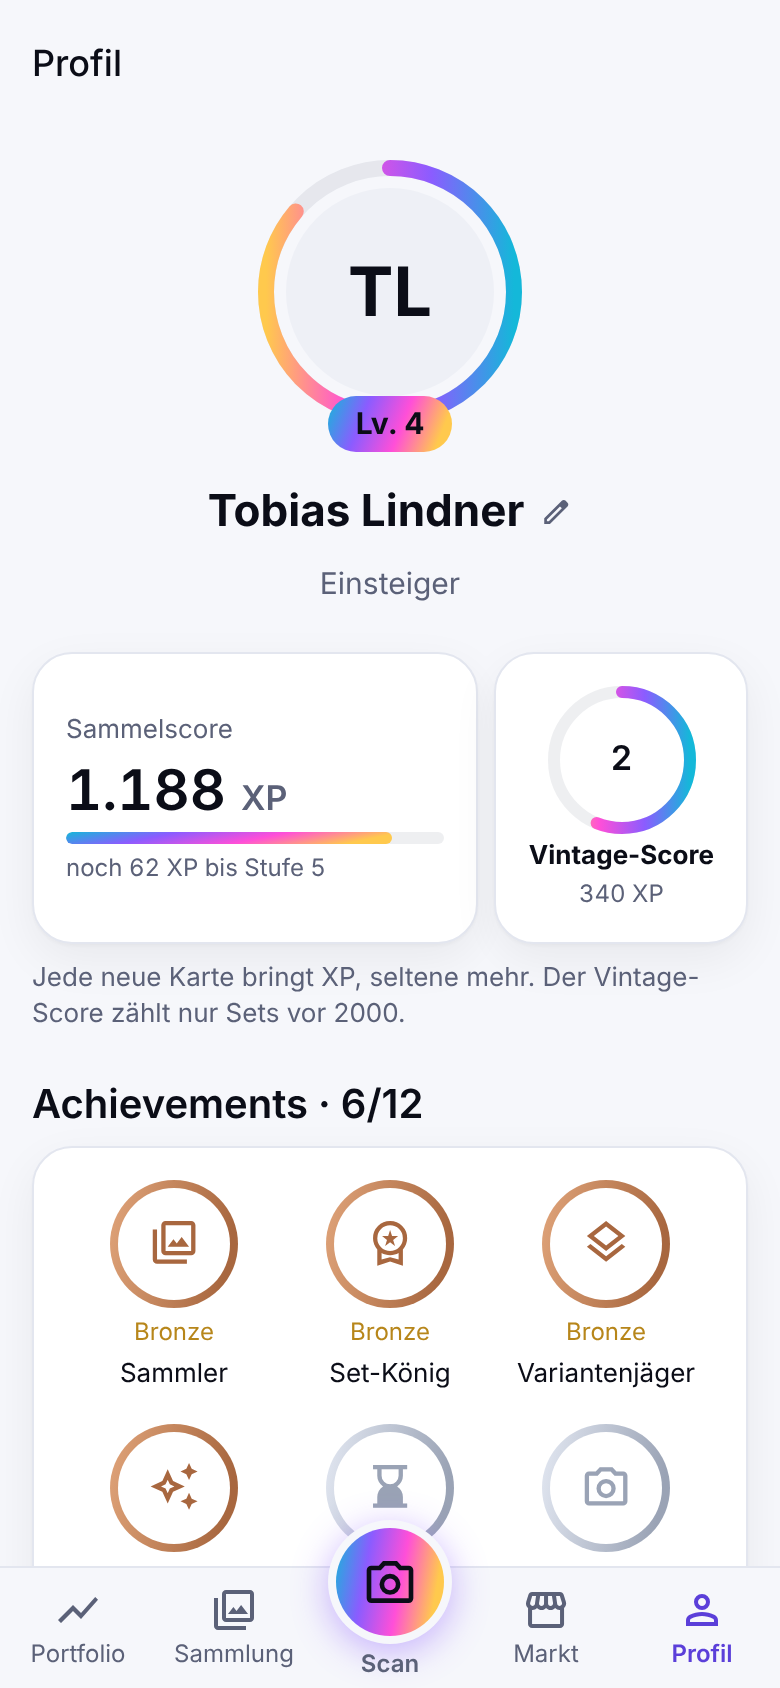 Profil
TL
Lv. 4
Tobias Lindner
Einsteiger
Sammelscore
1.188 XP
noch 62 XP bis Stufe 5
2
Vintage-Score
340 XP
Jede neue Karte bringt XP, seltene mehr. Der Vintage-
Score zählt nur Sets vor 2000.
Achievements · 6/12
Bronze
Sammler
Bronze
Set-König
Bronze
Variantenjäger
Portfolio
Sammlung
Scan
Markt
Profil